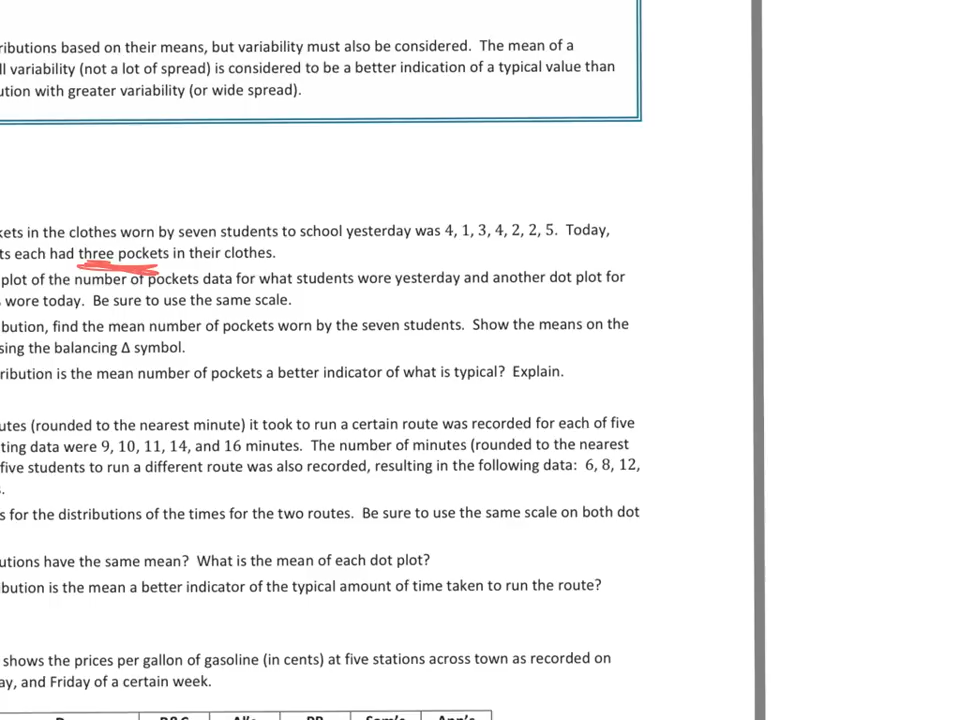 ributions based on their means, but variability must also be considered. The mean of a
ll variability (not a lot of spread) is considered to be a better indication of a typical value than
ution with greater variability (or wide spread).
kets in the clothes worn by seven students to school yesterday was 4, 1, 3, 4, 2, 2, 5. Today,
ts each had three pockets in their clothes.
plot of the number of pockets data for what students wore yesterday and another dot plot for
wore today. Be sure to use the same scale.
bution, find the mean number of pockets worn by the seven students. Show the means on the
sing the balancing Δ symbol.
ribution is the mean number of pockets a better indicator of what is typical? Explain.
utes (rounded to the nearest minute) it took to run a certain route was recorded for each of five
ting data were 9, 10, 11, 14, and 16 minutes. The number of minutes (rounded to the nearest
five students to run a different route was also recorded, resulting in the following data: 6, 8, 12,
s for the distributions of the times for the two routes. Be sure to use the same scale on both dot
utions have the same mean? What is the mean of each dot plot?
bution is the mean a better indicator of the typical amount of time taken to run the route?
shows the prices per gallon of gasoline (in cents) at five stations across town as recorded on
ay, and Friday of a certain week.